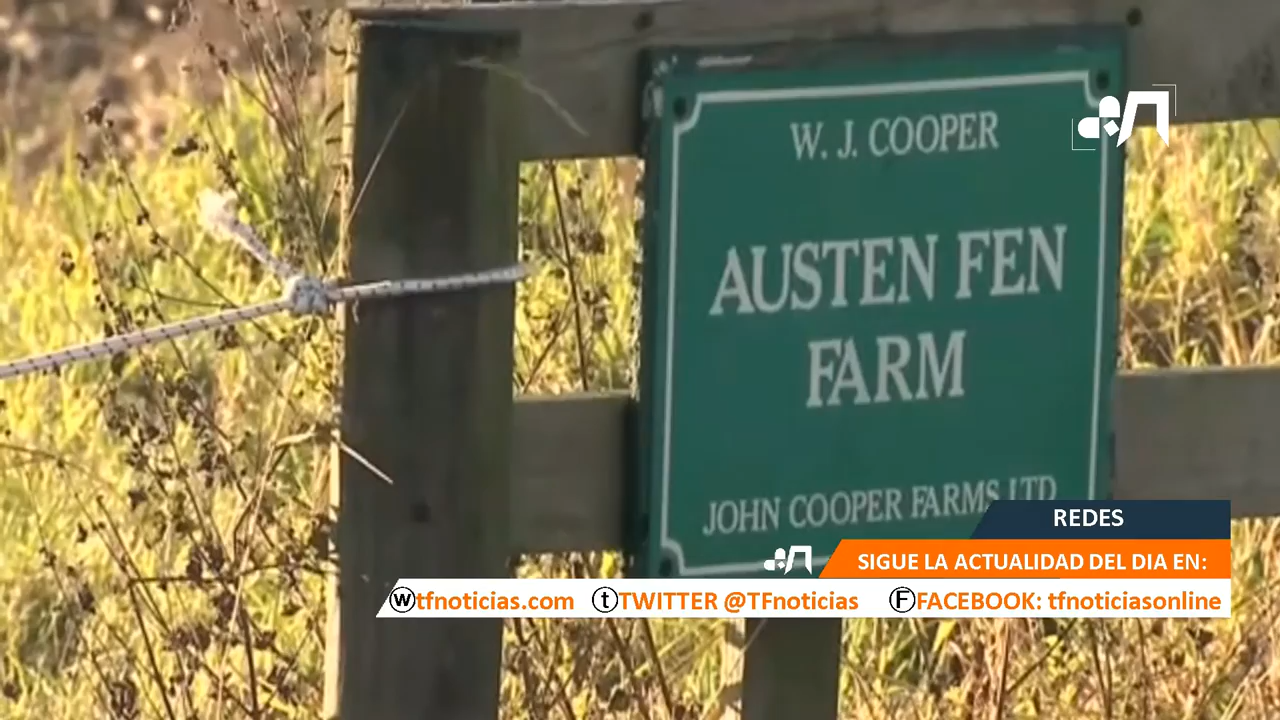 W. J. COOPER
AUSTEN FEN
FARM
JOHN COOPER FARMS LTD
REDES
SIGUE LA ACTUALIDAD DEL DIA EN:
W tfnoticias.com t TWITTER @TFnoticias F FACEBOOK: tfnoticiasonline